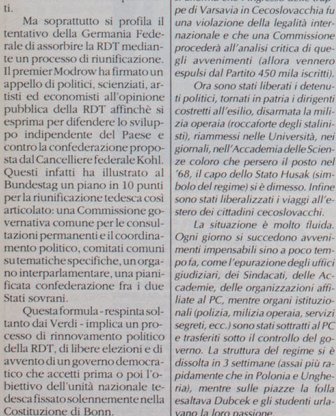 ti.
Ma soprattutto si profila il
tentativo della Germania Fede-
rale di assorbire la RDT median-
te un processo di riunificazione.
Il premier Modrow ha firmato un
appello di politici, scienziati, arti-
sti ed economisti all'opinione
pubblica della RDT affinchè si
esprima per difendere lo svilup-
po indipendente del Paese e
contro la confederazione propo-
sta dal Cancelliere federale Kohl.
Questi infatti ha illustrato al
Bundestag un piano in 10 punti
per la riunificazione tedesca così
articolato: una Commissione go-
vernativa comune per le consul-
tazioni permanenti e il coordina-
mento politico, comitati comuni
su tematiche specifiche, un orga-
no interparlamentare, una piani-
ficata confederazione fra i due
Stati sovrani.
Questa formula - respinta sol-
tanto dai Verdi - implica un pro-
cesso di rinnovamento politico
della RDT, di libere elezioni e di
avvento di un governo democra-
tico che accetti prima o poi l'o-
biettivo dell'unità nazionale te-
desca fissato solennemente nella
Costituzione di Bonn.
pe di Varsavia in Cecoslovacchia fu
una violazione della legalità inter-
nazionale e che una Commissione
procederà all'analisi critica di que-
gli avvenimenti (allora vennero
espulsi dal Partito 450 mila iscritti).
Ora sono stati liberati i detenu-
ti politici, tornati in patria i dirigenti
costretti all'esilio, disarmata la mili-
zia operaia (roccaforte degli stalini-
sti), riammessi nelle Università, nei
giornali, nell'Accademia delle Scien-
ze coloro che persero il posto nel
'68, il capo dello Stato Husak (sim-
bolo del regime) si è dimesso. Infine
sono stati liberalizzati i viaggi all'e-
stero dei cittadini cecoslovacchi.
La situazione è molto fluida.
Ogni giorno si succedono avveni-
menti impensabili sino a poco tem-
po fa, come l'epurazione degli uffici
giudiziari, dei Sindacati, delle Ac-
cademie, delle organizzazioni affi-
liate al PC, mentre organi istituzio-
nali (polizia, milizia operaia, servizi
segreti, ecc.) sono stati sottratti al PC
e trasferiti sotto il controllo del go-
verno. La struttura del regime si è
dissolta in 3 settimane (assai più ra-
pidamente che in Polonia e Unghe-
ria), mentre sulle piazze la folla
esaltava Dubcek e gli studenti urla-
vano la loro passione.